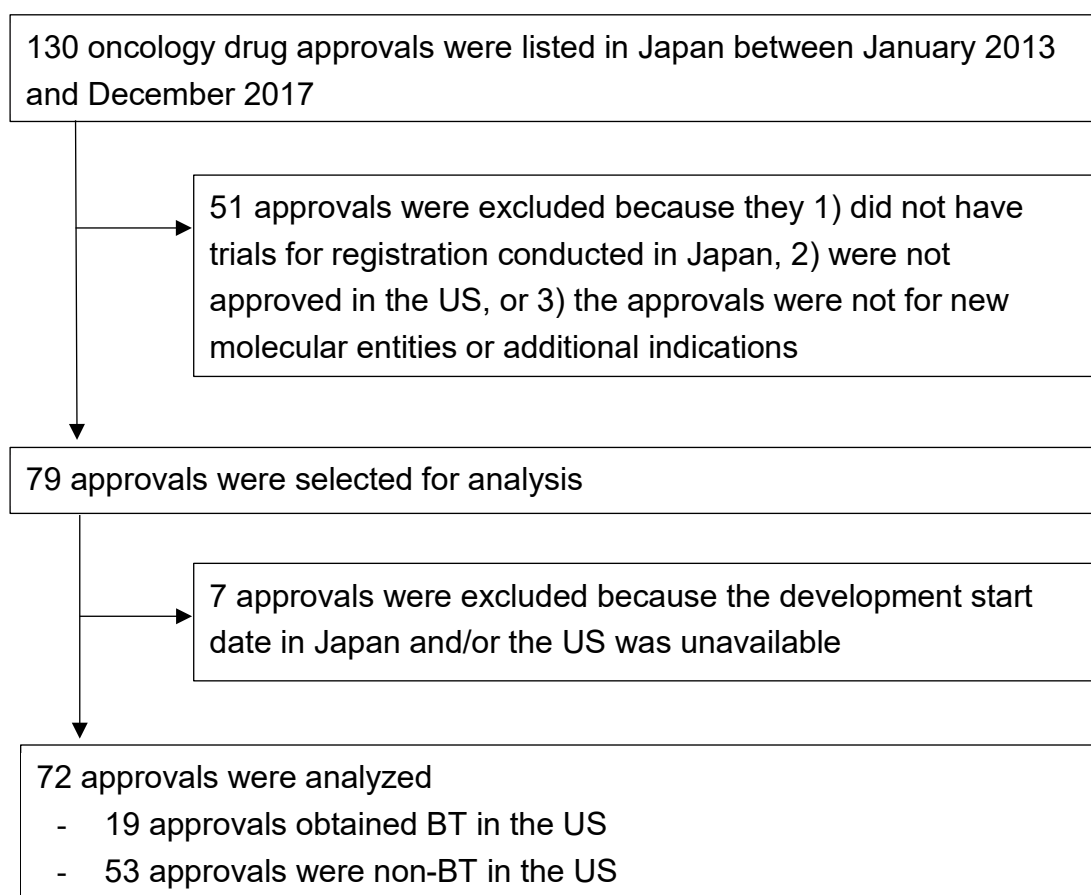 130 oncology drug approvals were listed in Japan between January 2013
and December 2017
51 approvals were excluded because they 1) did not have
trials for registration conducted in Japan, 2) were not
approved in the US, or 3) the approvals were not for new
molecular entities or additional indications
79 approvals were selected for analysis
7 approvals were excluded because the development start
date in Japan and/or the US was unavailable
72 approvals were analyzed
- 19 approvals obtained BT in the US
- 53 approvals were non-BT in the US